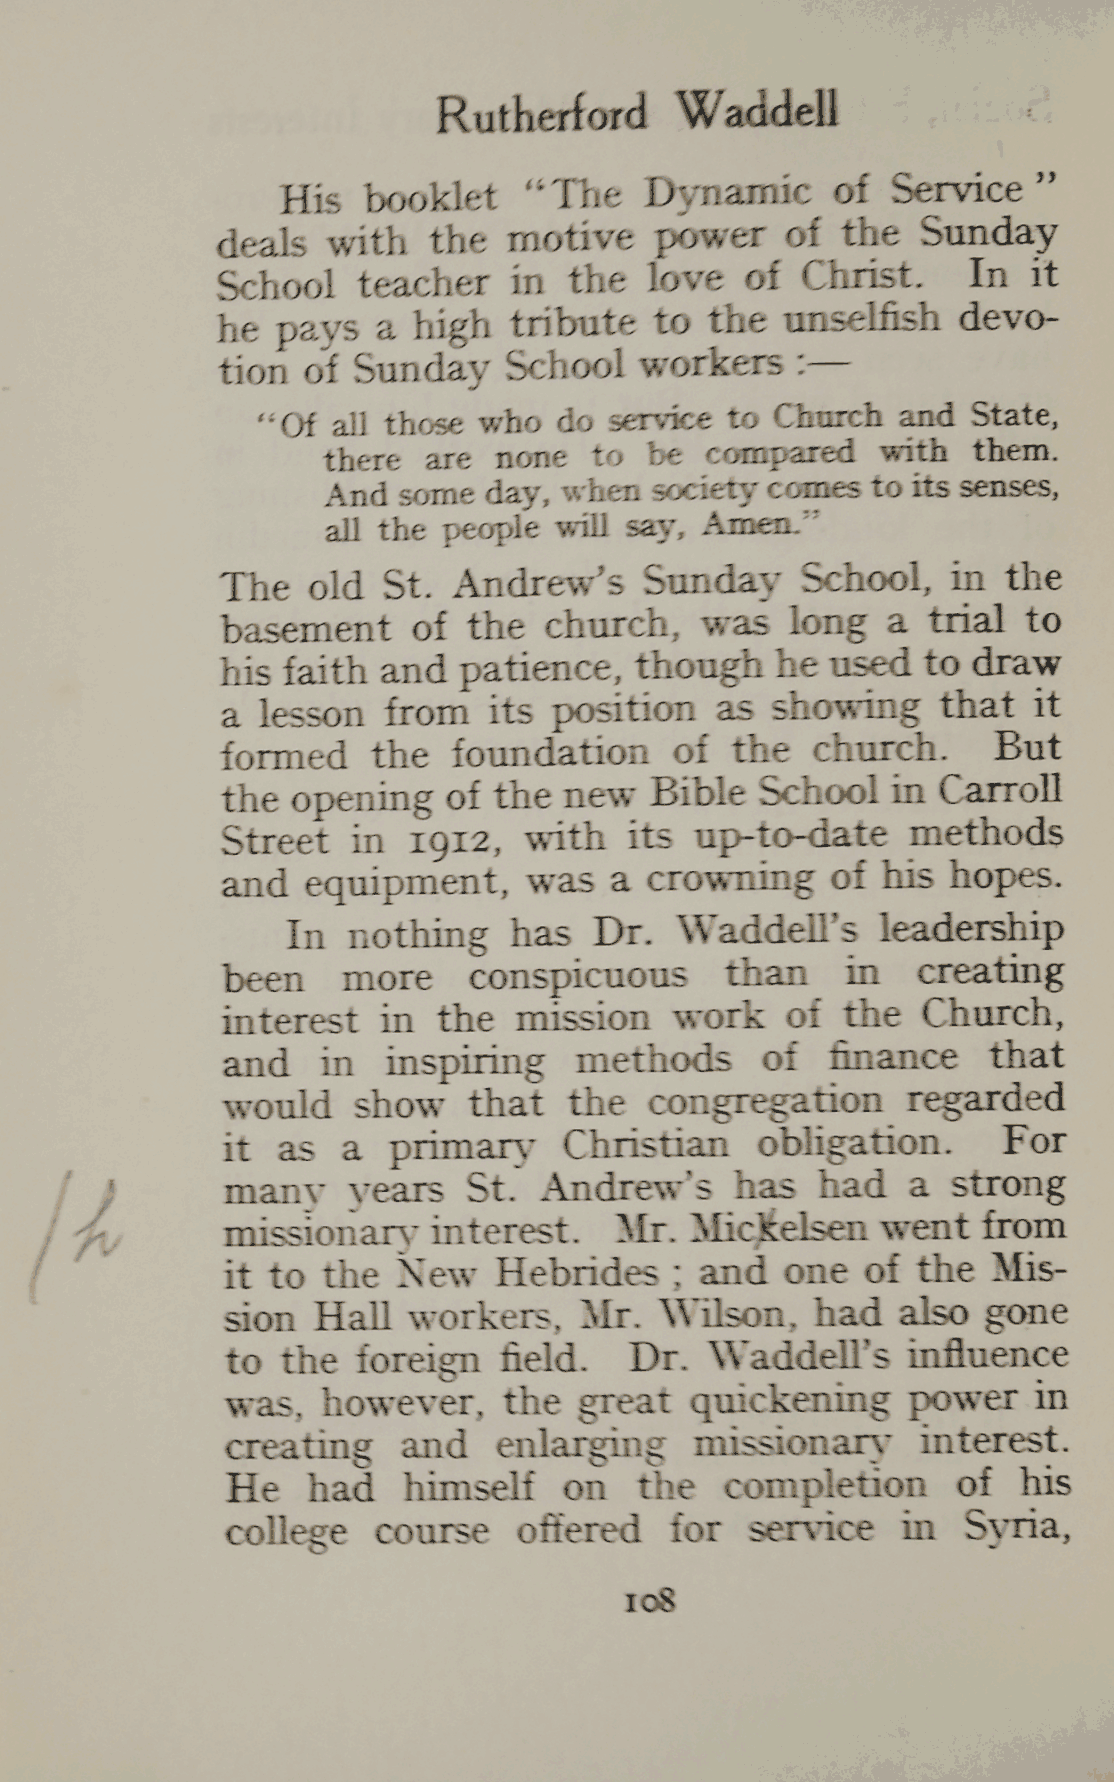 Rutherford Waddell
His booklet “The Dynamic of Service”
deals with the motive power of the Sunday
School teacher in the love of Christ. In it
he pays a high tribute to the unselfish devo-
tion of Sunday School workers :—
“Of all those who do service to Church and State,
there are none to be compared with them.
And some day, when society comes to its senses,
all the people will say, Amen.”
The old St. Andrew's Sunday School, in the
basement of the church, was long a trial to
his faith and patience, though he used to draw
a lesson from its position as showing that it
formed the foundation of the church. But
the opening of the new Bible School in Carroll
Street in 1912, with its up-to-date methods
and equipment, was a crowning of his hopes.
In nothing has Dr. Waddell's leadership
been more conspicuous than in creating
interest in the mission work of the Church,
and in inspiring methods of finance that
would show that the congregation regarded
it as a primary Christian obligation. For
many years St. Andrew's has had a strong
missionary interest. Mr. Mickelsen went from
/h
it to the New Hebrides ; and one of the Mis-
sion Hall workers, Mr. Wilson, had also gone
to the foreign field. Dr. Waddell's influence
was, however, the great quickening power in
creating and enlarging missionary interest.
He had himself on the completion of his
college course offered for service in Syria,
108